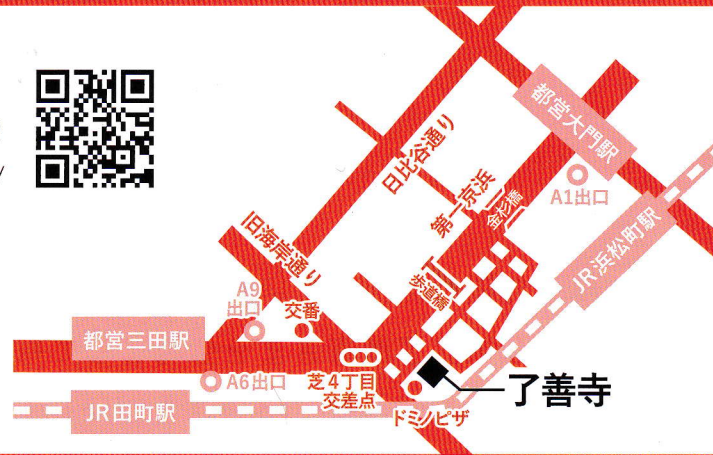 都営大門駅
日比谷通り
A1出口
第一京浜
金杉橋
JR浜松町駅
旧海岸通り
歩道橋
A9
出口
交番
都営三田駅
A6出口
芝4丁目
交差点
了善寺
JR田町駅
ドミノピザ